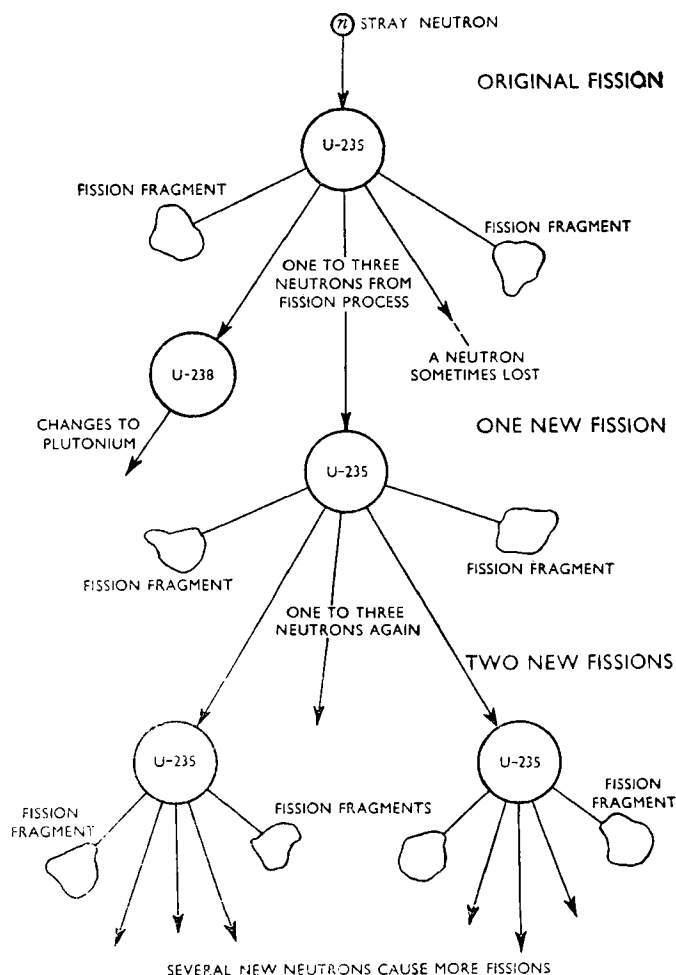 n STRAY NEUTRON
ORIGINAL FISSION
U-235
FISSION FRAGMENT
FISSION FRAGMENT
ONE TO THREE
NEUTRONS FROM
FISSION PROCESS
A NEUTRON
SOMETIMES LOST
U-238
CHANGES TO
PLUTONIUM
ONE NEW FISSION
U-235
FISSION FRAGMENT
FISSION FRAGMENT
ONE TO THREE
NEUTRONS AGAIN
TWO NEW FISSIONS
U-235
U-235
FISSION
FRAGMENT
FISSION FRAGMENTS
FISSION
FRAGMENT
SEVERAL NEW NEUTRONS CAUSE MORE FISSIONS